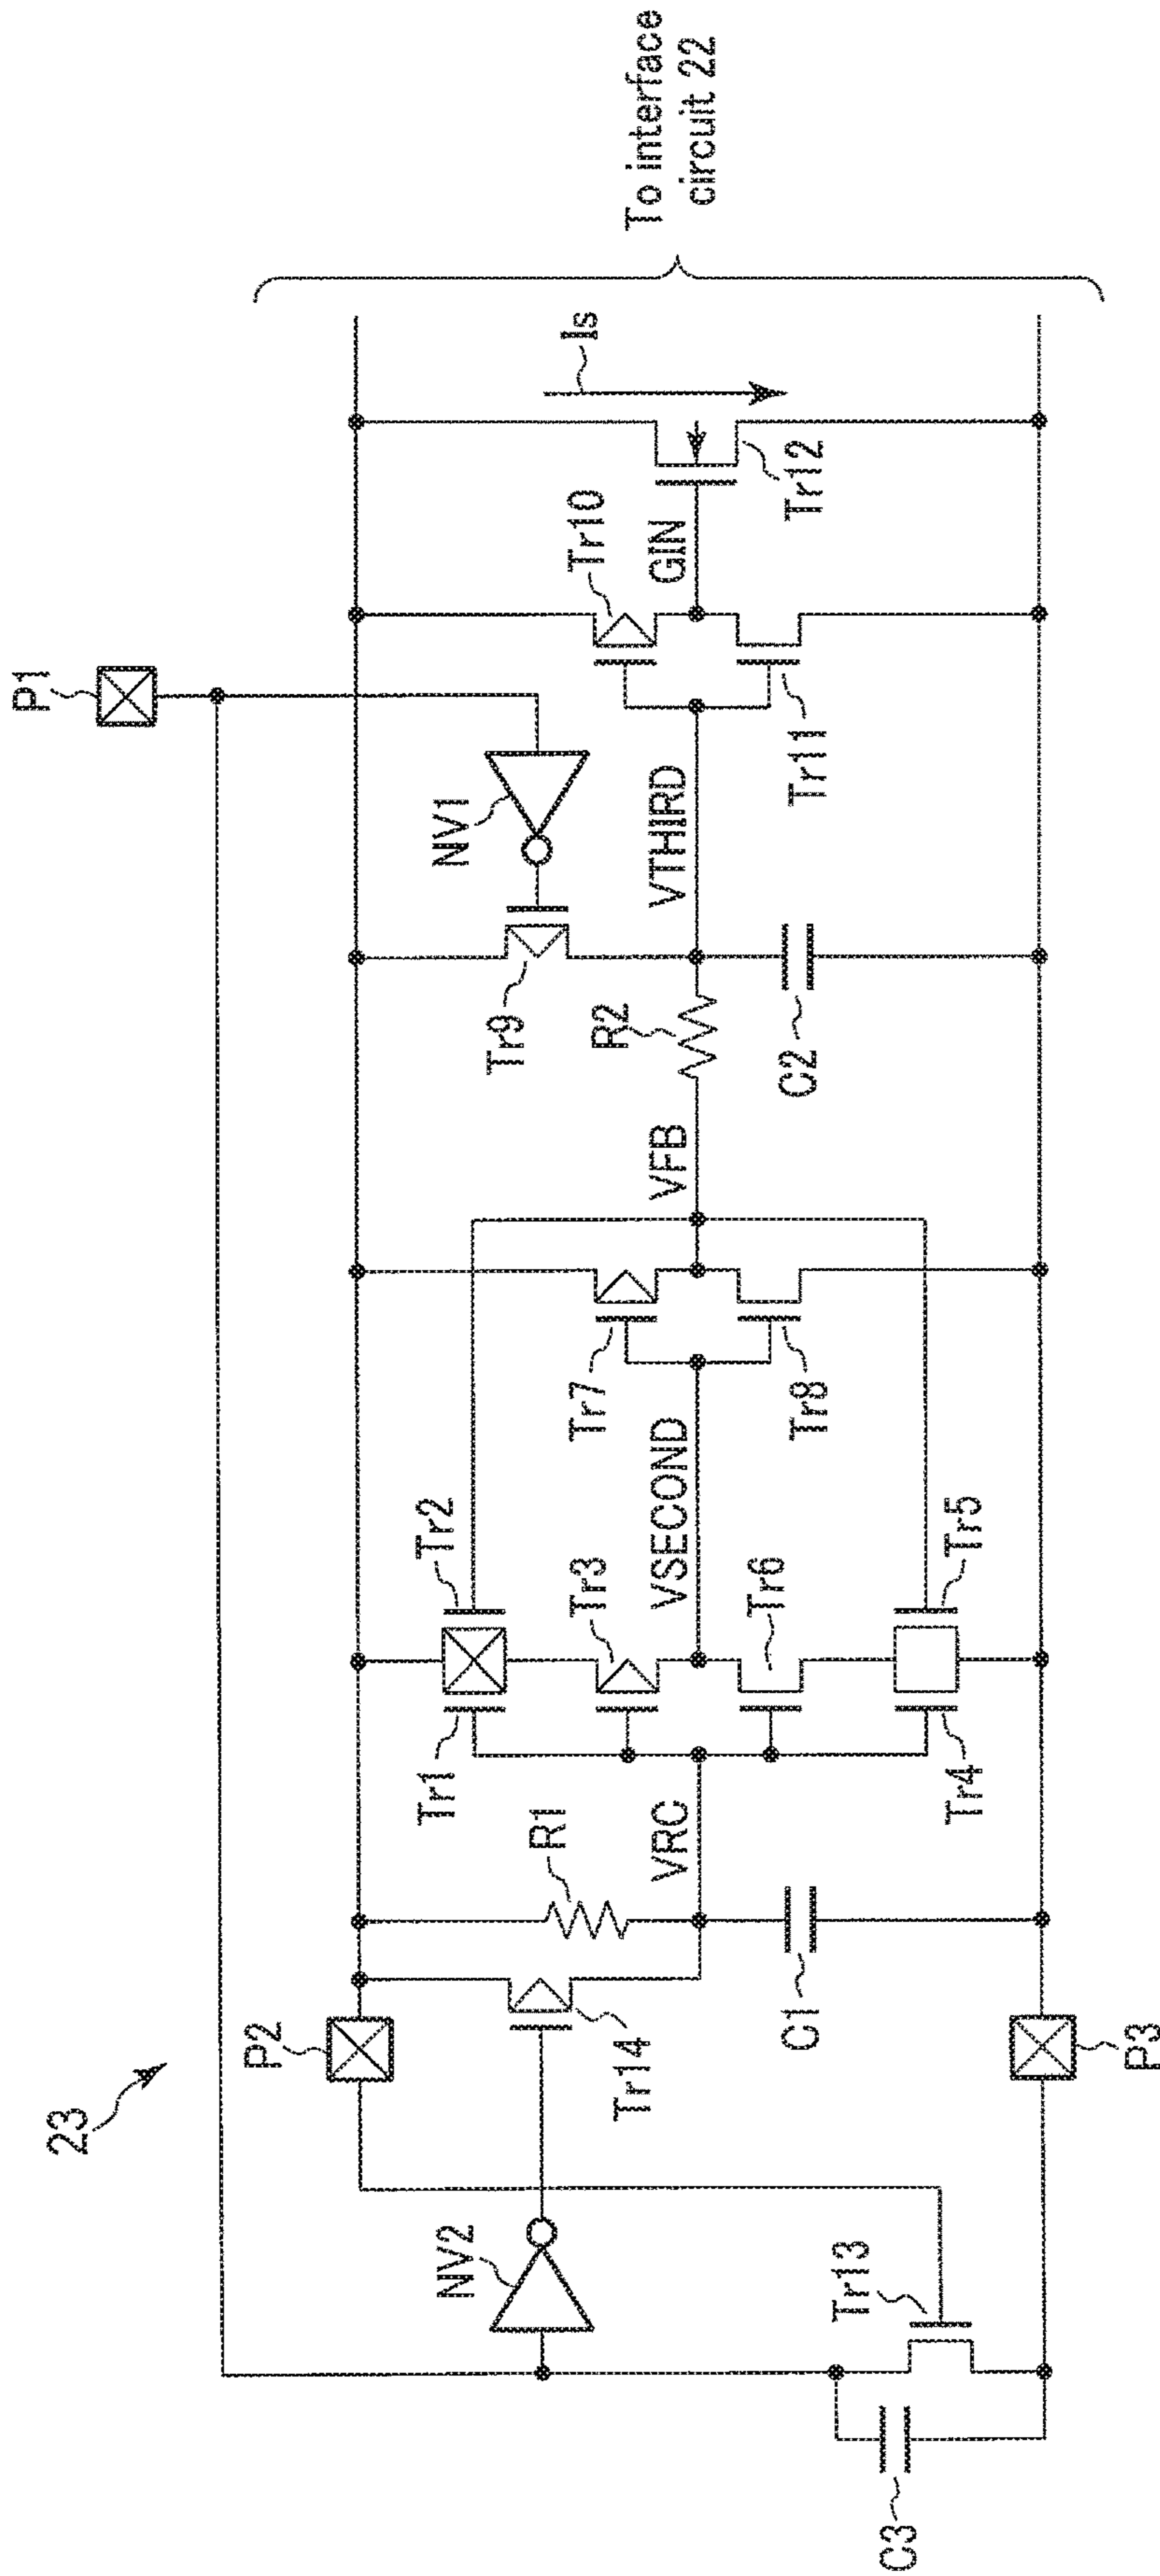 23
P1
P2
NV2
Tr14
R1
VRC
C1
P3
Tr13
C3
Tr1
Tr2
Tr3
VSECOND
Tr6
Tr4
Tr5
Tr7
Tr8
VFB
R2
C2
Tr9
NV1
VTHIRD
Tr10
Tr11
GIN
Tr12
Is
To interface
circuit 22